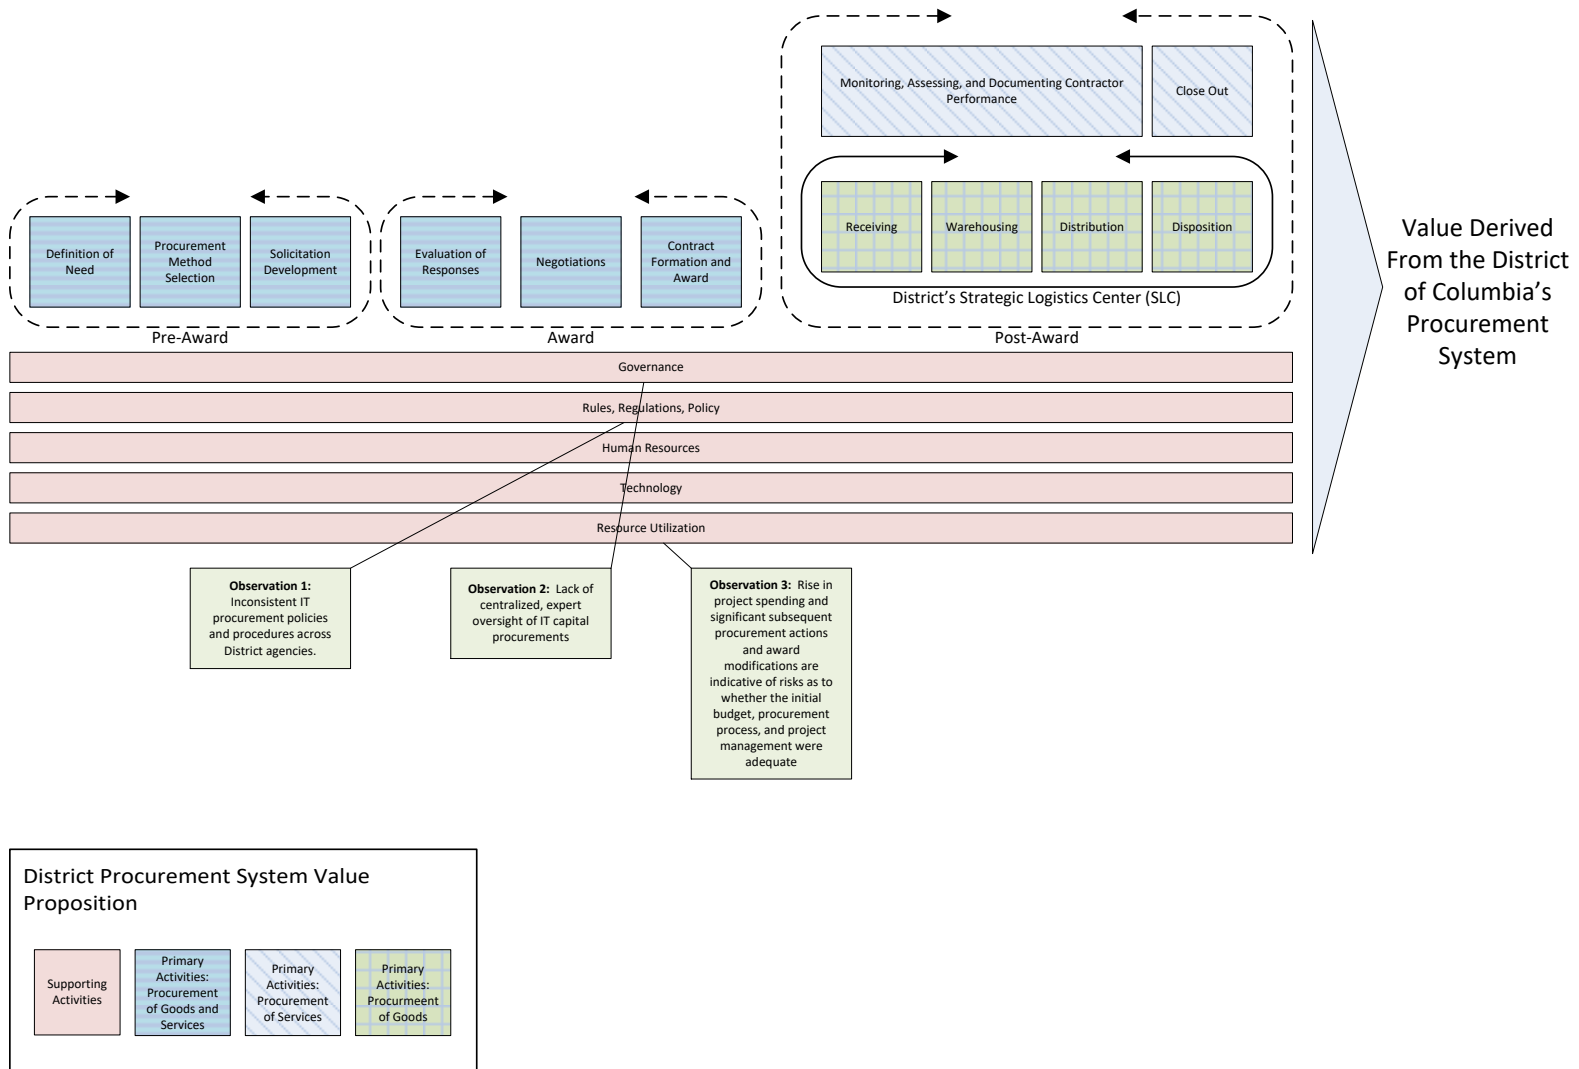 Monitoring, Assessing, and Documenting Contractor
Performance
Close Out
Receiving
Warehousing
Distribution
Disposition
District's Strategic Logistics Center (SLC)
Post-Award
Definition of
Need
Procurement
Method
Selection
Solicitation
Development
Pre-Award
Evaluation of
Responses
Negotiations
Contract
Formation and
Award
Award
Value Derived
From the District
of Columbia's
Procurement
System
Governance
Rules, Regulations, Policy
Human Resources
Technology
Resource Utilization
Observation 1:
Inconsistent IT
procurement policies
and procedures across
District agencies.
Observation 2: Lack of
centralized, expert
oversight of IT capital
procurements
Observation 3: Rise in
project spending and
significant subsequent
procurement actions
and award
modifications are
indicative of risks as to
whether the initial
budget, procurement
process, and project
management were
adequate
District Procurement System Value
Proposition
Supporting
Activities
Primary
Activities:
Procurement
of Goods and
Services
Primary
Activities:
Procurement
of Services
Primary
Activities:
Procurmeent
of Goods